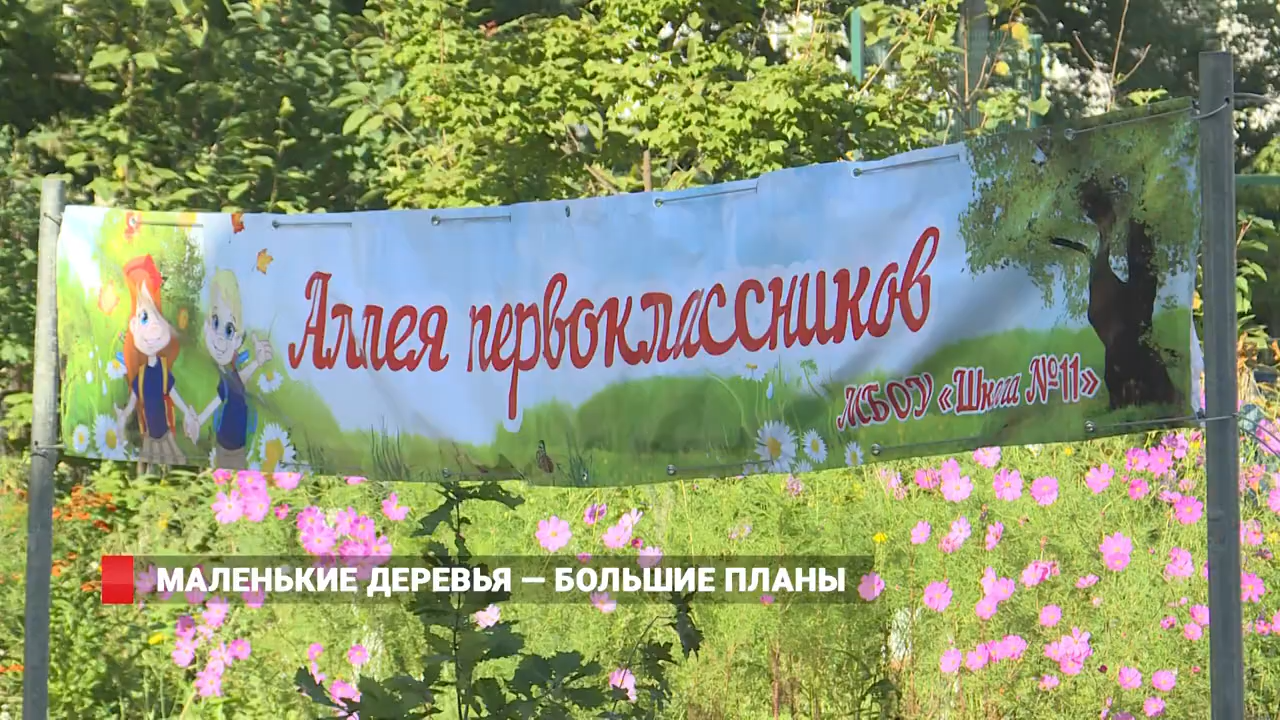 Аллея первоклассников
МБОУ «Школа №11»
МАЛЕНЬКИЕ ДЕРЕВЬЯ — БОЛЬШИЕ ПЛАНЫ